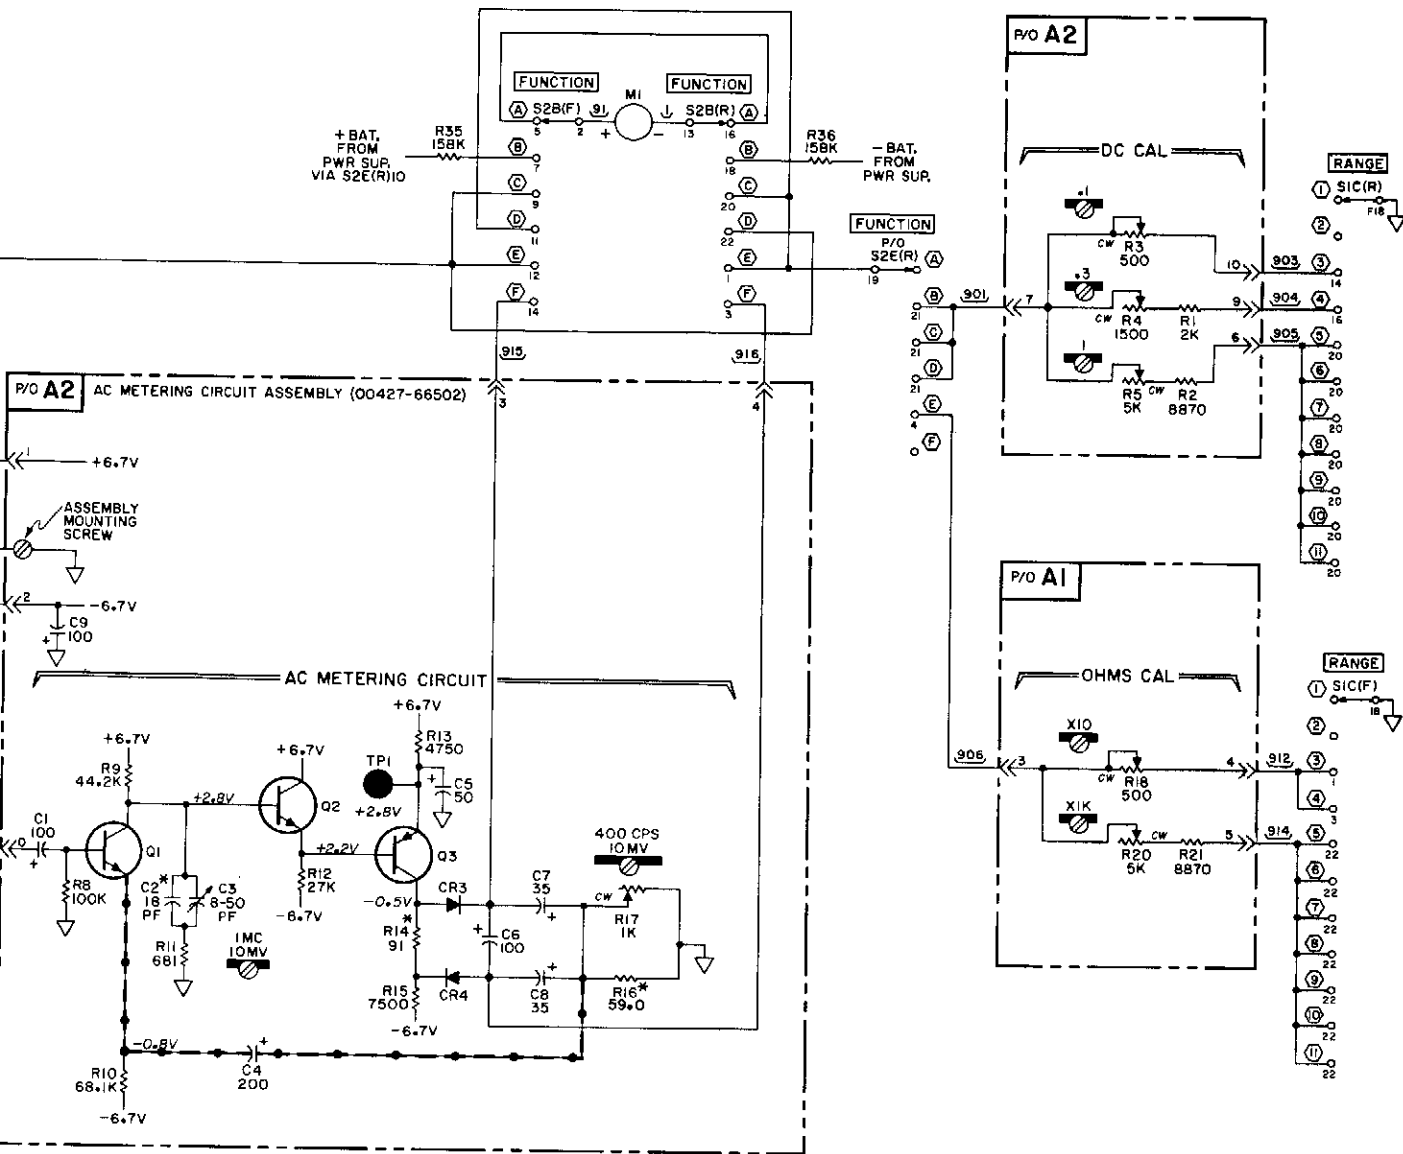 FUNCTION
FUNCTION
A S2B(F) 91 M1 1 S2B(R) A
5 2 + - 13 16
+ BAT.
FROM
PWR SUP.
VIA S2E(R)10
R35
158K
B
7
C
9
D
11
E
12
F
14
B
18
C
20
D
22
E
1
F
3
R36
158K
- BAT.
FROM
PWR SUP.
FUNCTION
P/O
S2E(R)
19
A
B
21
C
21
D
21
E
4
F
901
906
915
916
P/O A2
DC CAL
.1
CW R3
500
10 903
.3
7
CW R4
1500
R1
2K
9 904
1
R5 CW
5K
R2
8870
6 905
RANGE
1 S1C(R)
F18
2
3
14
4
16
5
20
6
20
7
20
8
20
9
20
10
20
11
20
P/O A2 AC METERING CIRCUIT ASSEMBLY (00427-66502)
3
4
1
+6.7V
ASSEMBLY
MOUNTING
SCREW
2
-6.7V
C9
+ 100
AC METERING CIRCUIT
+6.7V
R9
44.2K
+2.8V
+6.7V
Q2
+6.7V
R13
4750
TP1
+2.8V
+ C5
50
0
C1
100
+
Q1
R8
100K
C2*
18
PF
C3
8-50
PF
R11
681
1MC
10MV
+2.2V
R12
27K
-6.7V
Q3
-0.5V
*
R14
91
R15
7500
-6.7V
CR3
CR4
C7
35
+
+ C6
100
+
C8
35
400 CPS
10MV
CW
R17
1K
R16*
59.0
-0.8V
+
C4
200
R10
68.1K
-6.7V
P/O A1
OHMS CAL
X10
3
CW R18
500
4 912
X1K
R20
5K
CW
R21
8870
5 914
RANGE
1 S1C(F)
18
2
3
1
4
3
5
22
6
22
7
22
8
22
9
22
10
22
11
22